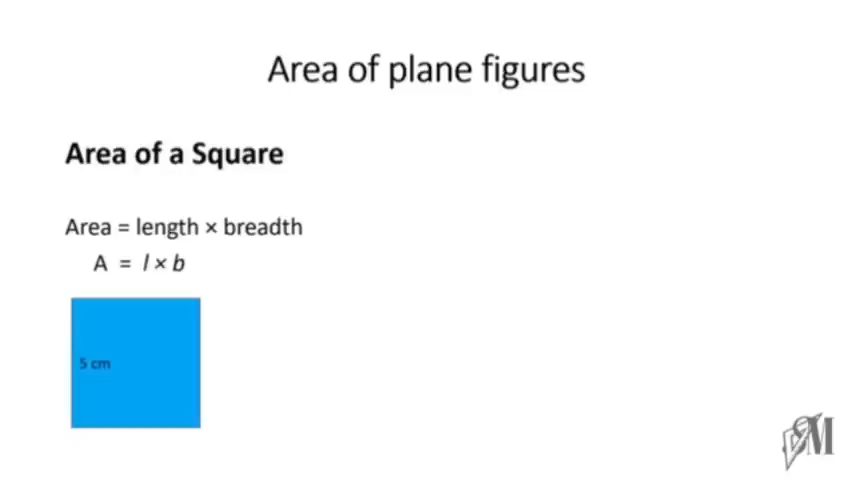 Area of plane figures
Area of a Square
Area = length × breadth
A = l × b
5 cm